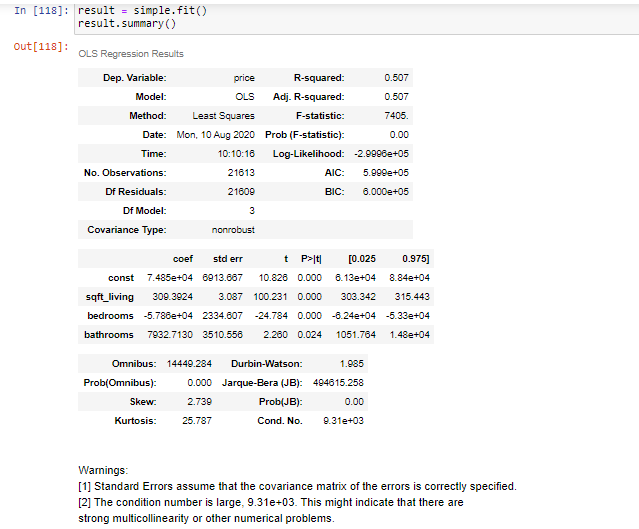 In [118]: result = simple.fit()
result.summary()
Out[118]: OLS Regression Results
Dep. Variable: price R-squared: 0.507
Model: OLS Adj. R-squared: 0.507
Method: Least Squares F-statistic: 7405.
Date: Mon, 10 Aug 2020 Prob (F-statistic): 0.00
Time: 10:10:16 Log-Likelihood: -2.9996e+05
No. Observations: 21613 AIC: 5.999e+05
Df Residuals: 21609 BIC: 6.000e+05
Df Model: 3
Covariance Type: nonrobust
coef std err t P>|t| [0.025 0.975]
const 7.485e+04 6913.667 10.826 0.000 6.13e+04 8.84e+04
sqft_living 309.3924 3.087 100.231 0.000 303.342 315.443
bedrooms -5.786e+04 2334.607 -24.784 0.000 -6.24e+04 -5.33e+04
bathrooms 7932.7130 3510.556 2.260 0.024 1051.764 1.48e+04
Omnibus: 14449.284 Durbin-Watson: 1.985
Prob(Omnibus): 0.000 Jarque-Bera (JB): 494615.258
Skew: 2.739 Prob(JB): 0.00
Kurtosis: 25.787 Cond. No. 9.31e+03
Warnings:
[1] Standard Errors assume that the covariance matrix of the errors is correctly specified.
[2] The condition number is large, 9.31e+03. This might indicate that there are
strong multicollinearity or other numerical problems.